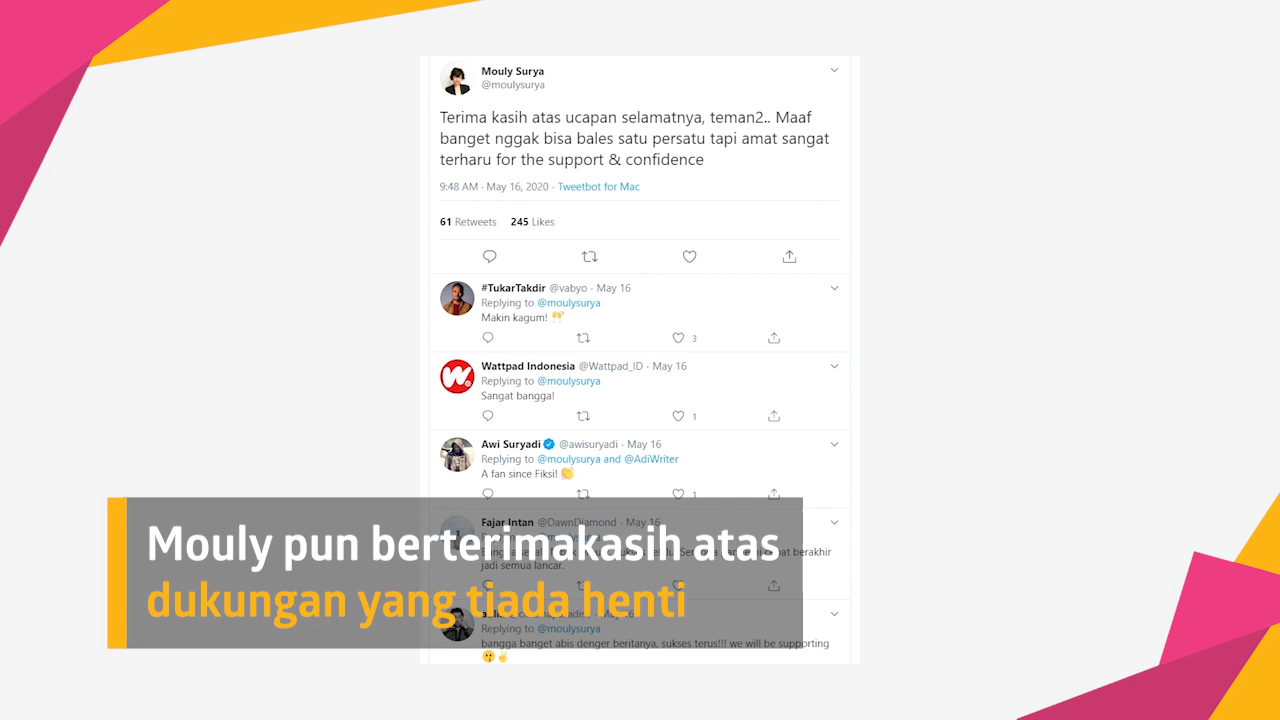 Mouly Surya
@moulysurya
Terima kasih atas ucapan selamatnya, teman2.. Maaf
banget nggak bisa bales satu persatu tapi amat sangat
terharu for the support & confidence
9:48 AM · May 16, 2020 · Tweetbot for Mac
61 Retweets 245 Likes
#TukarTakdir @vabyo · May 16
Replying to @moulysurya
Makin kagum! 🥂
3
Wattpad Indonesia @Wattpad_ID · May 16
Replying to @moulysurya
Sangat bangga!
1
Awi Suryadi @awisuryadi · May 16
Replying to @moulysurya and @AdiWriter
A fan since Fiksi! 👏
1
Fajar Intan @DawnDiamond · May 16
berakhir
jadi semua lancar.
Mouly pun berterimakasih atas
dukungan yang tiada henti
Replying to @moulysurya
bangga banget abis denger beritanya, sukses terus!!! we will be supporting